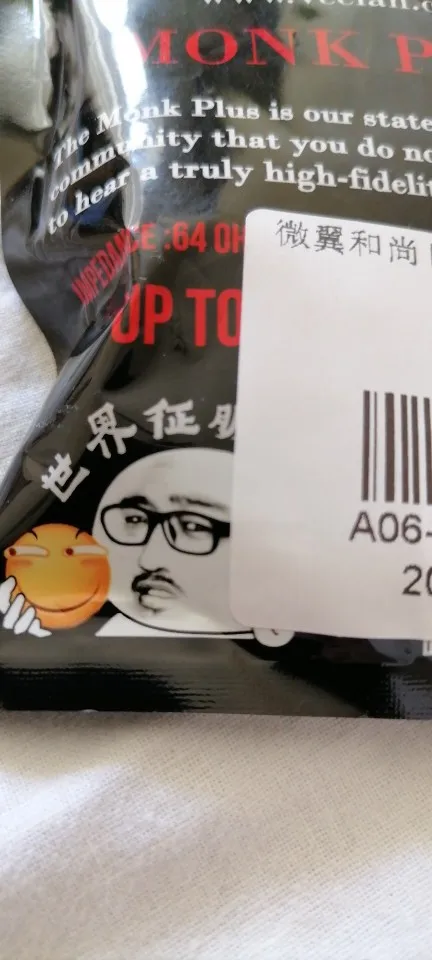 MONK P
The Monk Plus is our state
community that you do no
to hear a truly high-fidelit
IMPEDANCE :64 OH
UP TO
微翼和尚
世界征
A06-
20